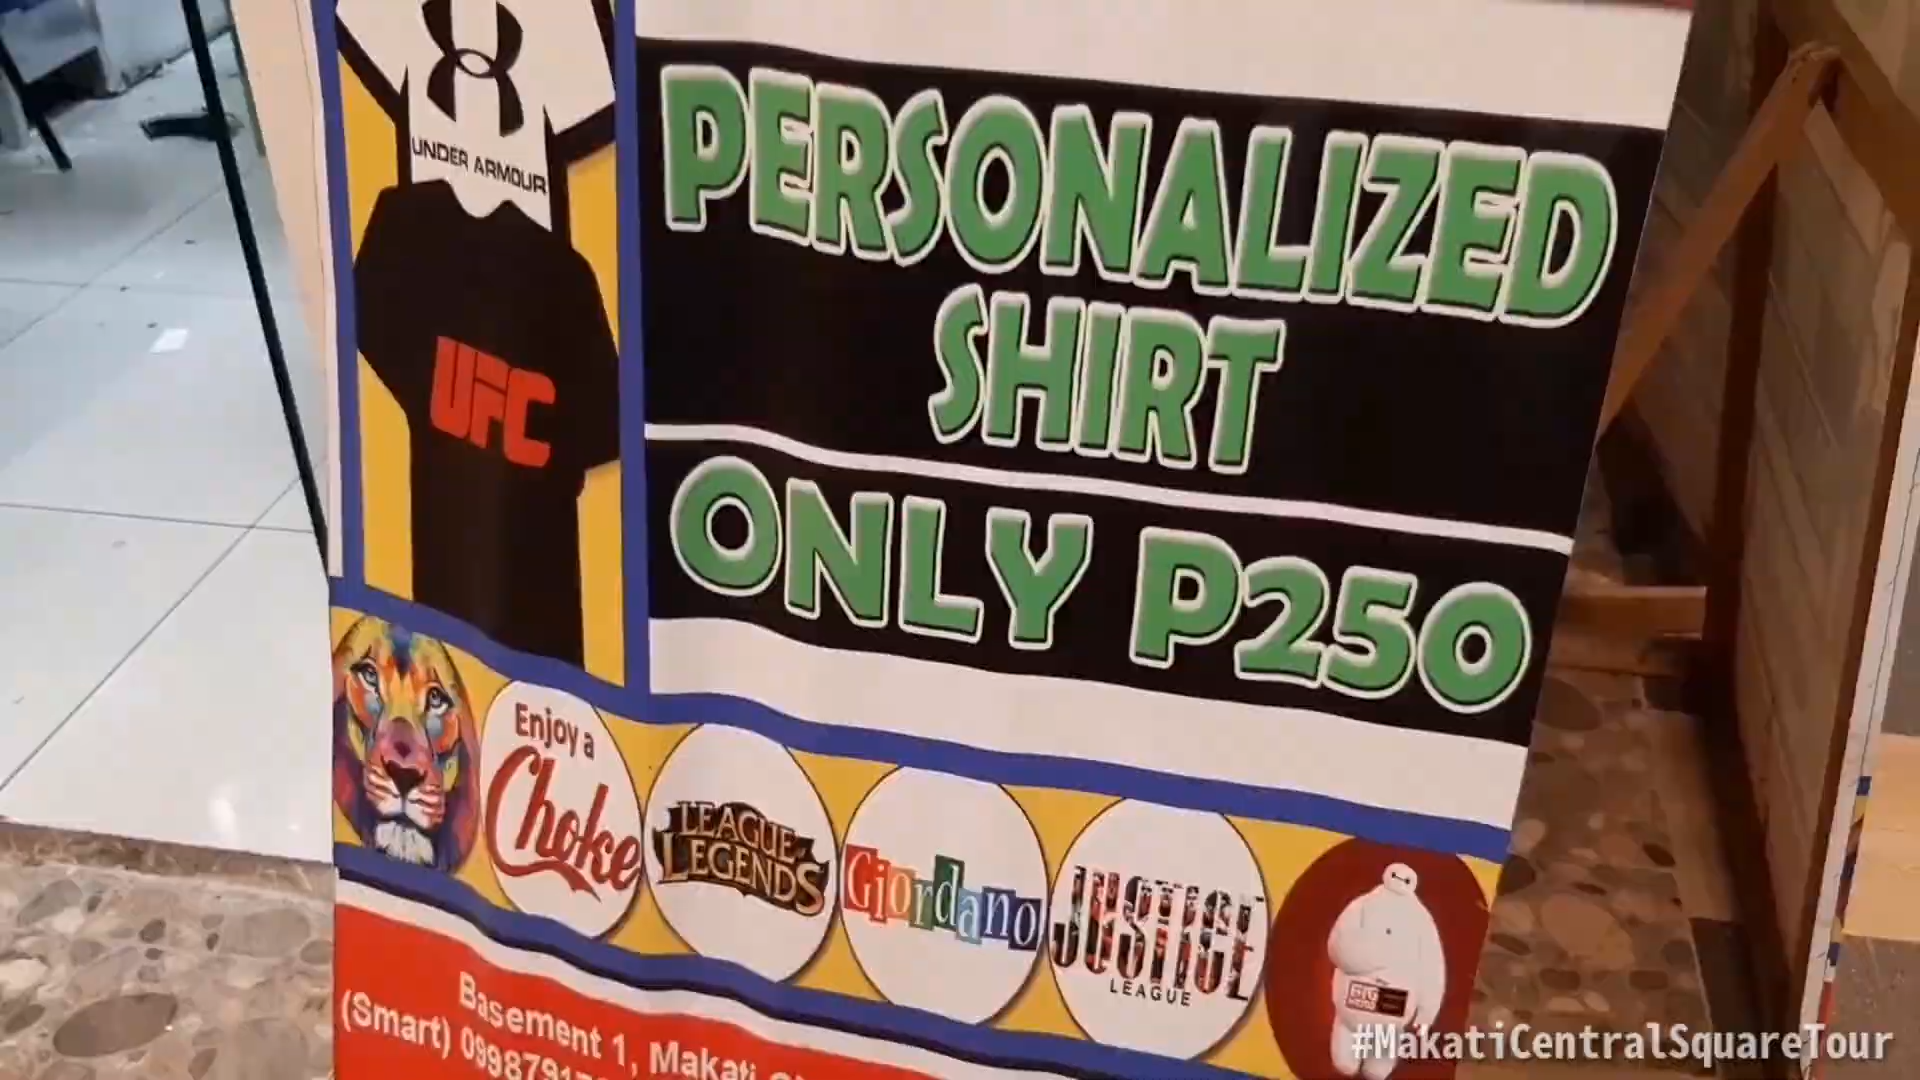 UNDER ARMOUR
UFC
PERSONALIZED
SHIRT
ONLY P250
Enjoy a
Choke
LEAGUE
LEGENDS
Giordano
JUSTICE
LEAGUE
Basement 1, Makati
(Smart)
#MakatiCentralSquareTour